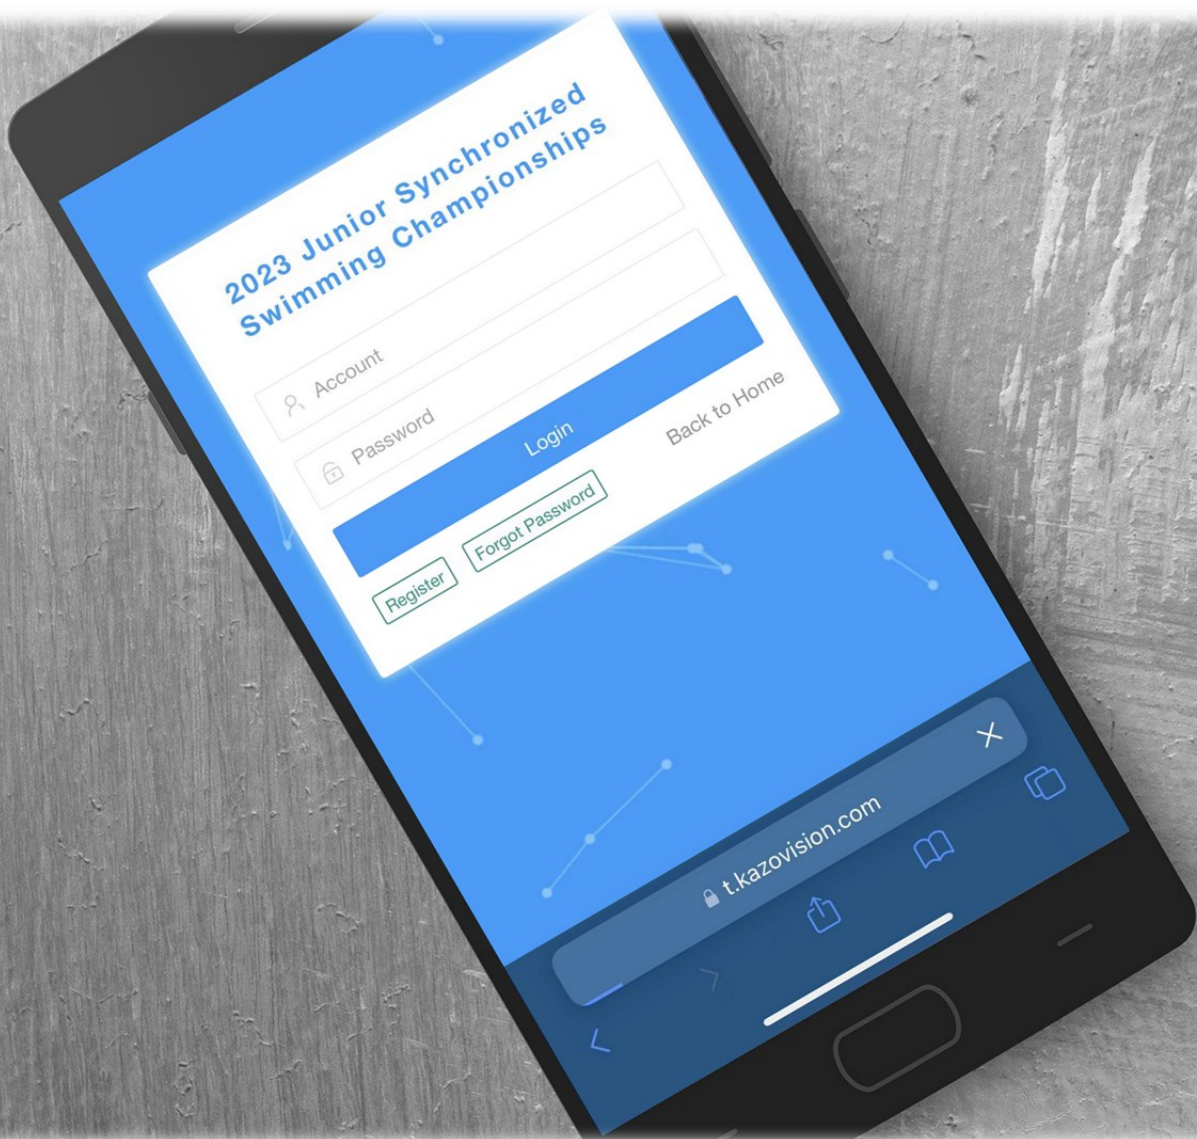 2023 Junior Synchronized
Swimming Championships
Account
Password
Login
Register
Forgot Password
Back to Home
t.kazovision.com